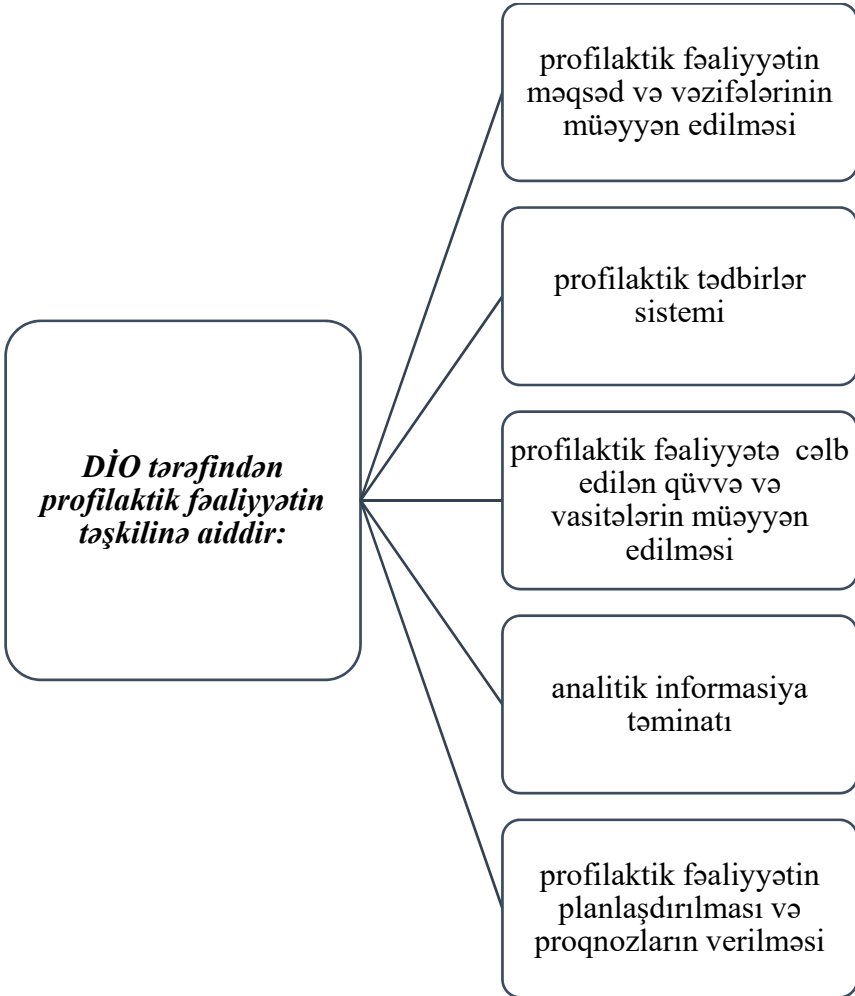 DİO tərəfindən
profilaktik fəaliyyətin
təşkilinə aiddir:
profilaktik fəaliyyətin
məqsəd və vəzifələrinin
müəyyən edilməsi
profilaktik tədbirlər
sistemi
profilaktik fəaliyyətə cəlb
edilən qüvvə və
vasitələrin müəyyən
edilməsi
analitik informasiya
təminatı
profilaktik fəaliyyətin
planlaşdırılması və
proqnozların verilməsi